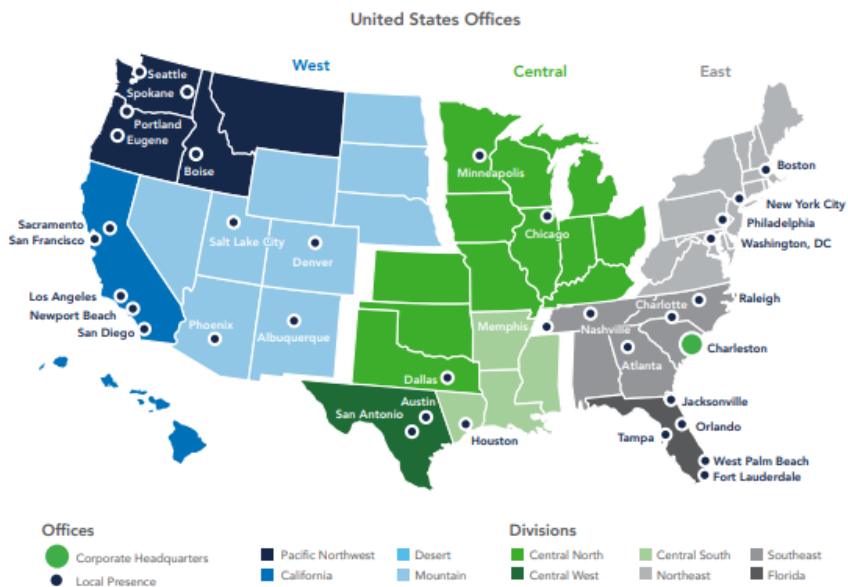 United States Offices
West
Central
East
Seattle
Spokane
Portland
Eugene
Boise
Minneapolis
Boston
New York City
Philadelphia
Washington, DC
Sacramento
San Francisco
Salt Lake City
Denver
Chicago
Los Angeles
Newport Beach
San Diego
Phoenix
Albuquerque
Memphis
Nashville
Charlotte
Raleigh
Atlanta
Charleston
Dallas
Austin
San Antonio
Houston
Jacksonville
Orlando
Tampa
West Palm Beach
Fort Lauderdale
Offices
Corporate Headquarters
Local Presence
Divisions
Pacific Northwest
California
Desert
Mountain
Central North
Central West
Central South
Northeast
Southeast
Florida